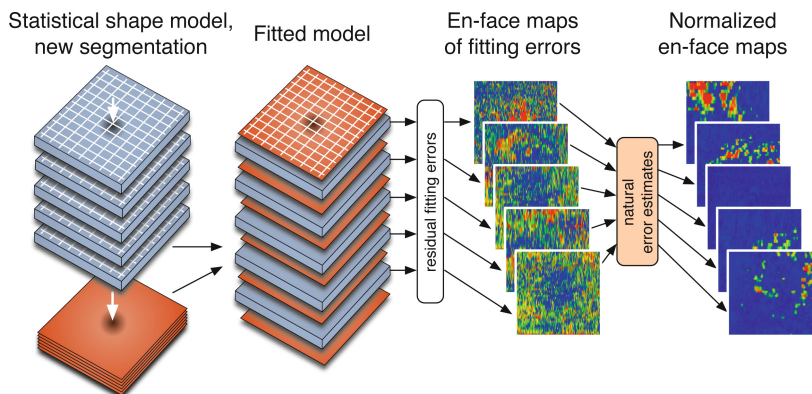 Statistical shape model,
new segmentation
Fitted model
En-face maps
of fitting errors
Normalized
en-face maps
residual fitting errors
natural
error estimates